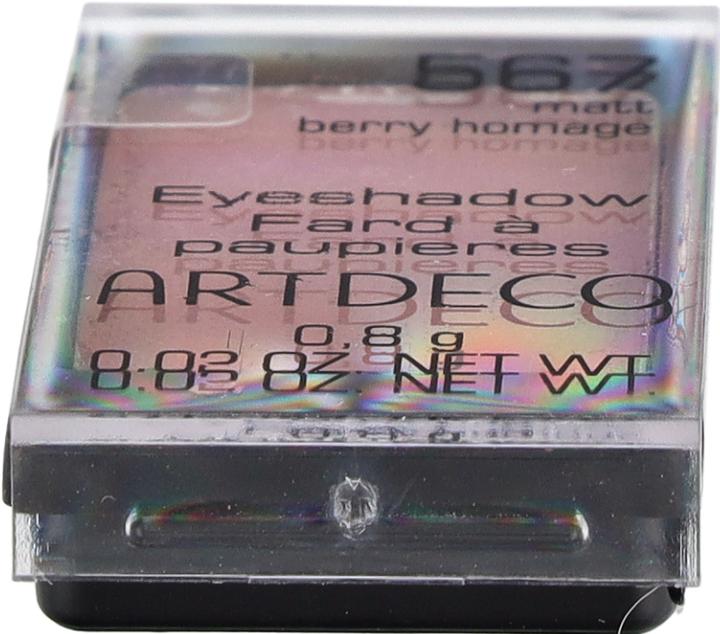 567
matt
berry homage
Eyeshadow
Fard à
paupieres
ARTDECO
0,8 g
0.02 OZ. NET WT.